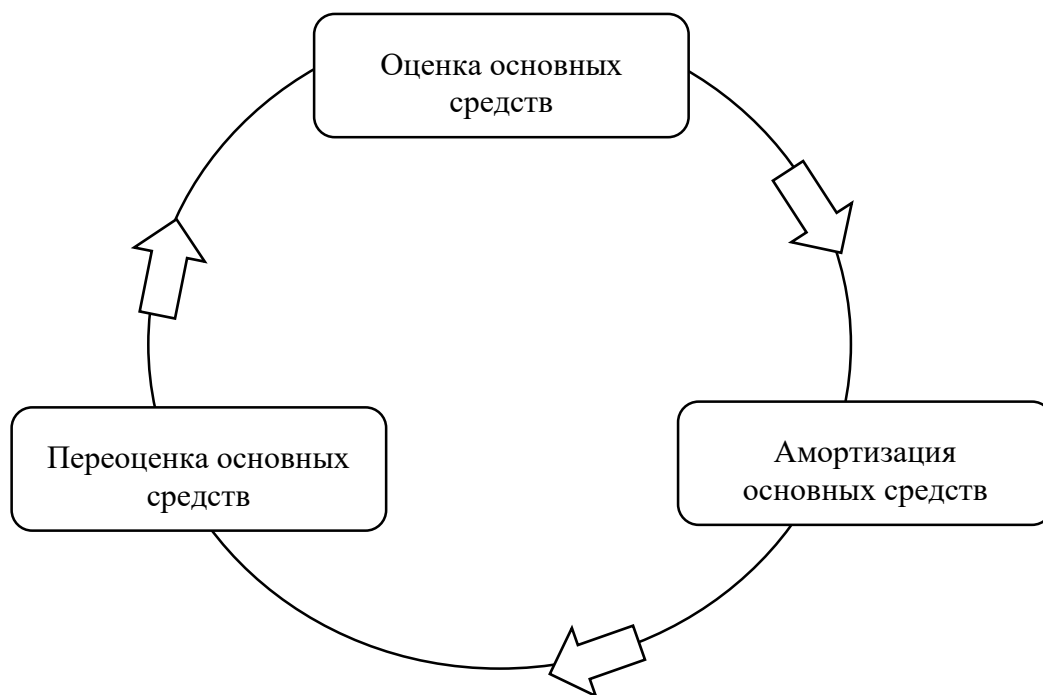 Оценка основных
средств
Переоценка основных
средств
Амортизация
основных средств